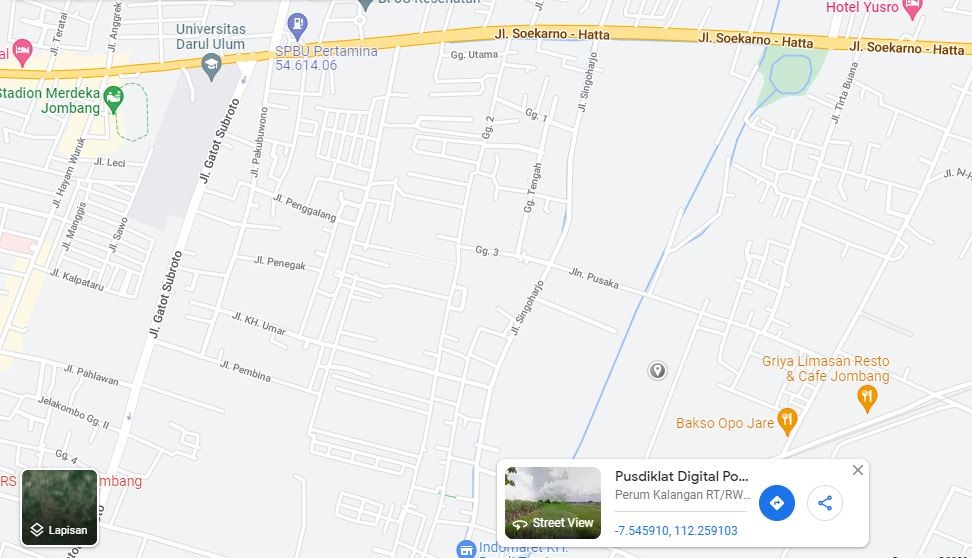 BPJS Kesehatan
Hotel Yusro
Jl. Teratai
Jl. Anggrek
Universitas
Darul Ulum
SPBU Pertamina
54.614.06
Jl. Soekarno - Hatta
Jl. Soekarno - Hatta
Jl. Soekarno - Hatta
Gg. Utama
al
Stadion Merdeka
Jombang
Jl. Gatot Subroto
Jl. Pakubuwono
Gg. 2
Gg. 1
Jl. Singoharjo
Jl. Tirta Buana
Jl. Hayam Wuruk
Jl. Leci
Jl. Manggis
Jl. Sawo
Jl. Penggalang
Gg. Tengah
Jl. Al-H
Gg. 3
Jl. Penegak
Jl. Kalpataru
Jl. Gatot Subroto
Jln. Pusaka
Jl. Singoharjo
Jl. KH. Umar
Jl. Pembina
Jl. Pahlawan
Jelakombo Gg. II
Griya Limasan Resto
& Cafe Jombang
Bakso Opo Jare
Gg. 4
RS
mbang
oto
Lapisan
Street View
Pusdiklat Digital Po...
Perum Kalangan RT/RW...
-7.545910, 112.259103
Indomaret KH.